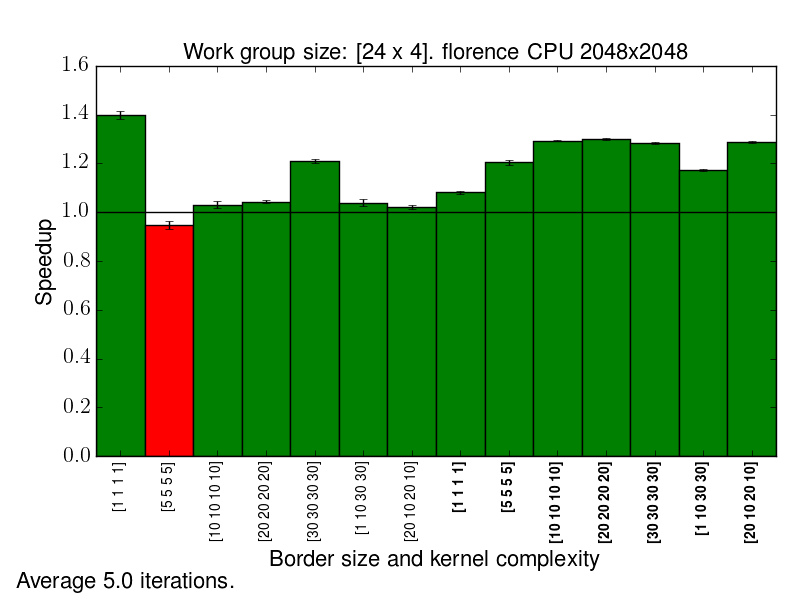 Work group size: [24 x 4]. florence CPU 2048x2048
1.6
1.4
1.2
1.0
0.8
0.6
0.4
0.2
0.0
Speedup
[1 1 1 1]
[5 5 5 5]
[10 10 10 10]
[20 20 20 20]
[30 30 30 30]
[1 10 30 30]
[20 10 20 10]
[1 1 1 1]
[5 5 5 5]
[10 10 10 10]
[20 20 20 20]
[30 30 30 30]
[1 10 30 30]
[20 10 20 10]
Border size and kernel complexity
Average 5.0 iterations.